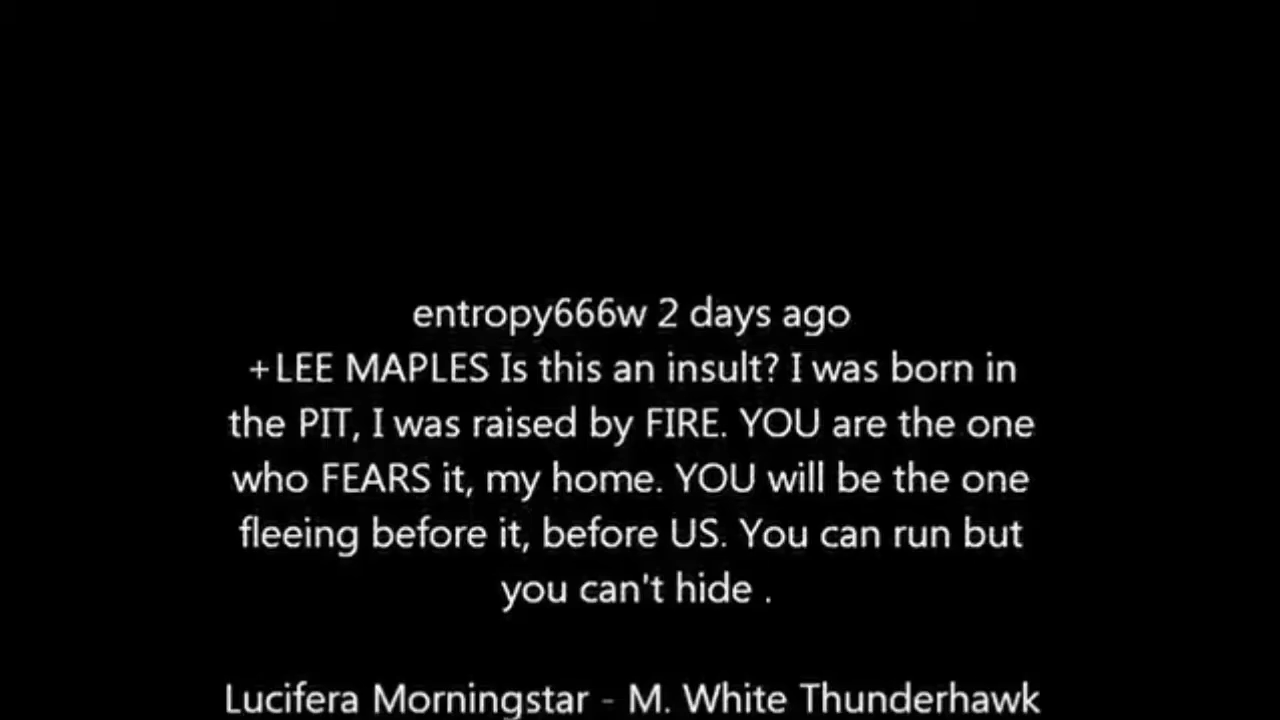 entropy666w 2 days ago
+LEE MAPLES Is this an insult? I was born in
the PIT, I was raised by FIRE. YOU are the one
who FEARS it, my home. YOU will be the one
fleeing before it, before US. You can run but
you can't hide .
Lucifera Morningstar - M. White Thunderhawk